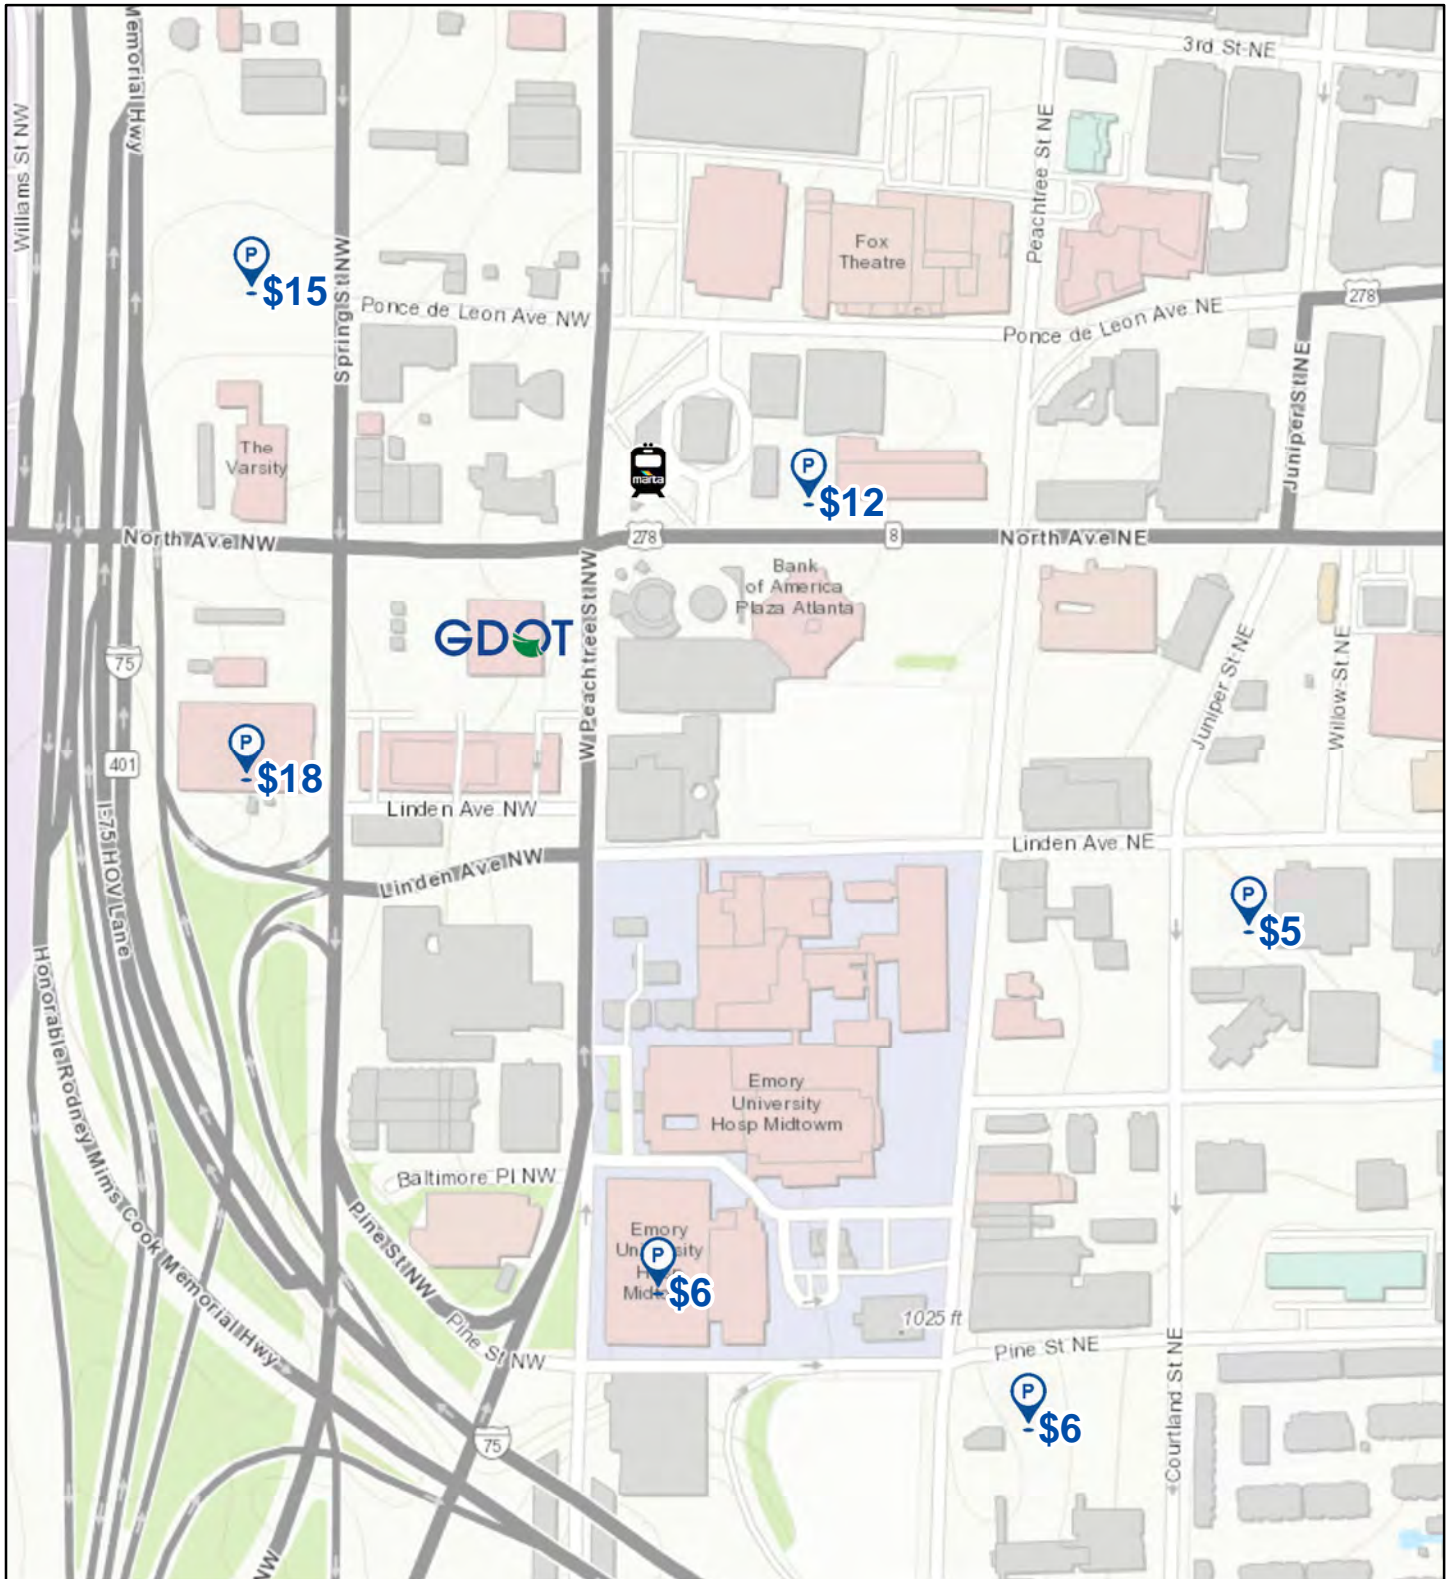 Memorial Hwy
3rd St NE
Williams St NW
Peachtree St NE
Fox
Theatre
P
$15
Spring St NW
Ponce de Leon Ave NW
278
Ponce de Leon Ave NE
Juniper St NE
The
Varsity
marta
P
$12
North Ave NW
278
8
North Ave NE
Bank
of America
Plaza Atlanta
GDOT
W Peachtree St NW
75
Juniper St NE
Willow St NE
P
$18
401
Linden Ave NW
I-75 HOV Lane
Linden Ave NE
Linden Ave NW
P
$5
Honorable Rodney Mims Cook Memorial Hwy
Emory
University
Hosp Midtowm
Baltimore Pl NW
Pine St NW
Emory
P
$6
1025 ft
Pine St NW
Pine St NE
Courtland St NE
P
$6
75
NW